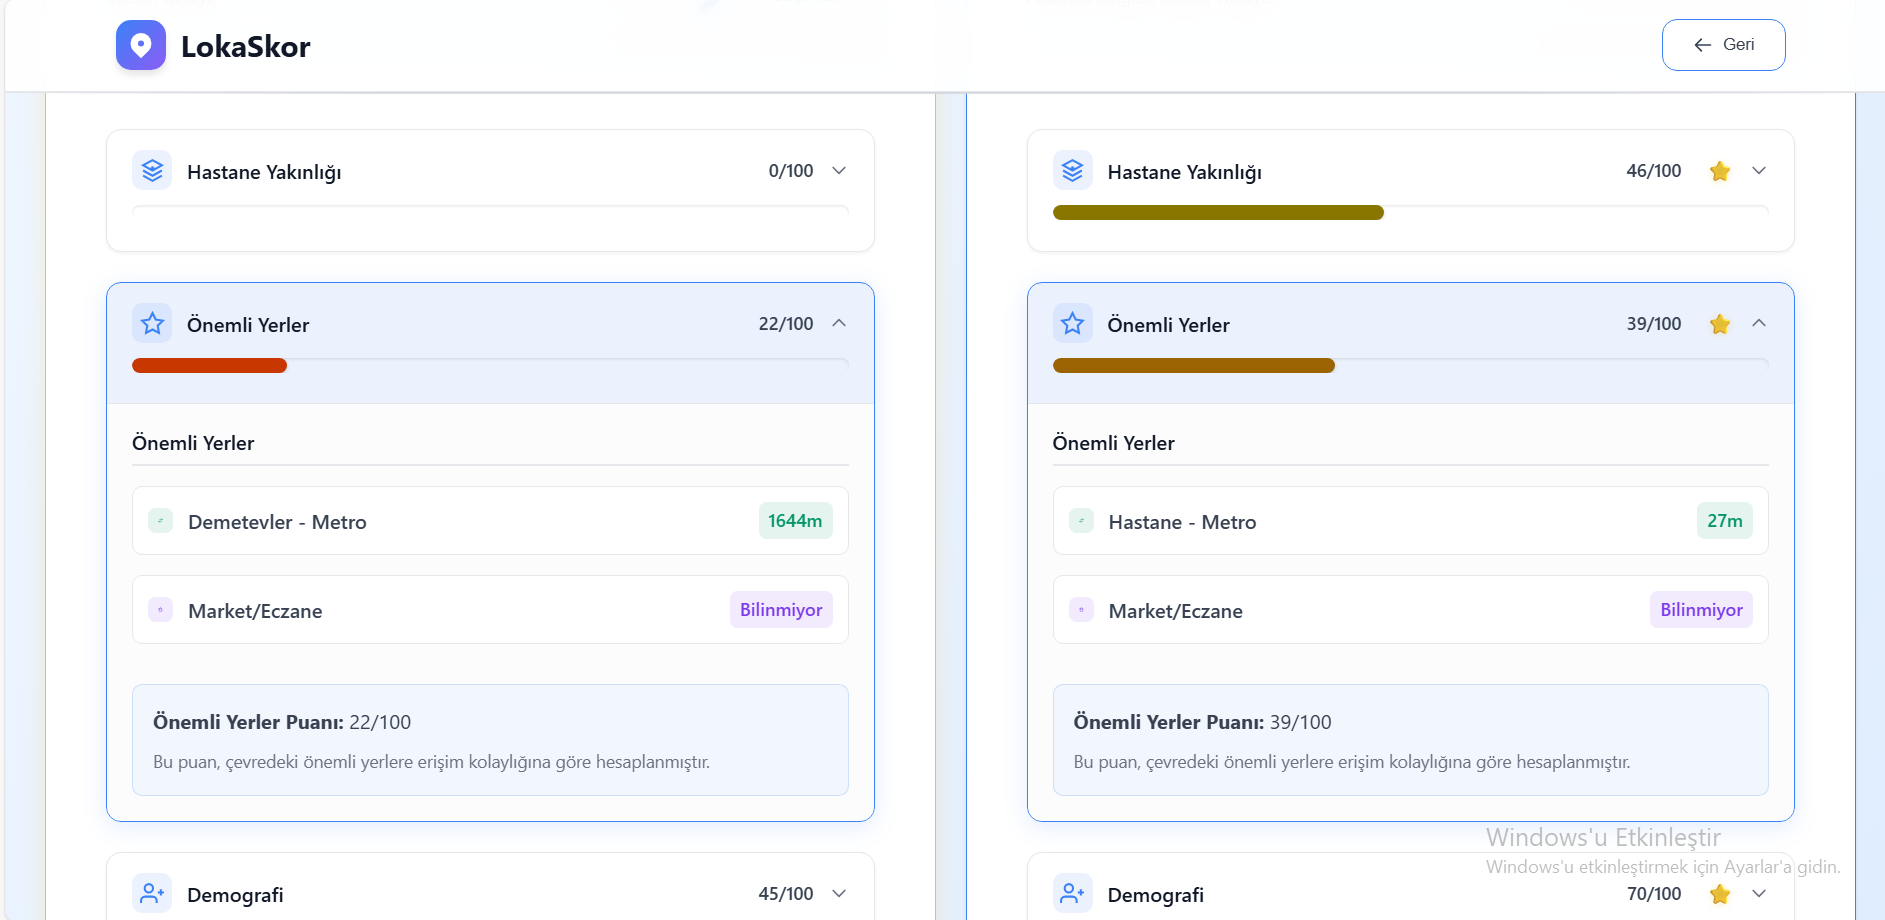 LokaSkor
Geri
Hastane Yakınlığı
0/100
Önemli Yerler
22/100
Önemli Yerler
Demetevler - Metro
1644m
Market/Eczane
Bilinmiyor
Önemli Yerler Puanı: 22/100
Bu puan, çevredeki önemli yerlere erişim kolaylığına göre hesaplanmıştır.
Demografi
45/100
Hastane Yakınlığı
46/100
Önemli Yerler
39/100
Önemli Yerler
Hastane - Metro
27m
Market/Eczane
Bilinmiyor
Önemli Yerler Puanı: 39/100
Bu puan, çevredeki önemli yerlere erişim kolaylığına göre hesaplanmıştır.
Demografi
70/100
Windows'u Etkinleştir
Windows'u etkinleştirmek için Ayarlar'a gidin.